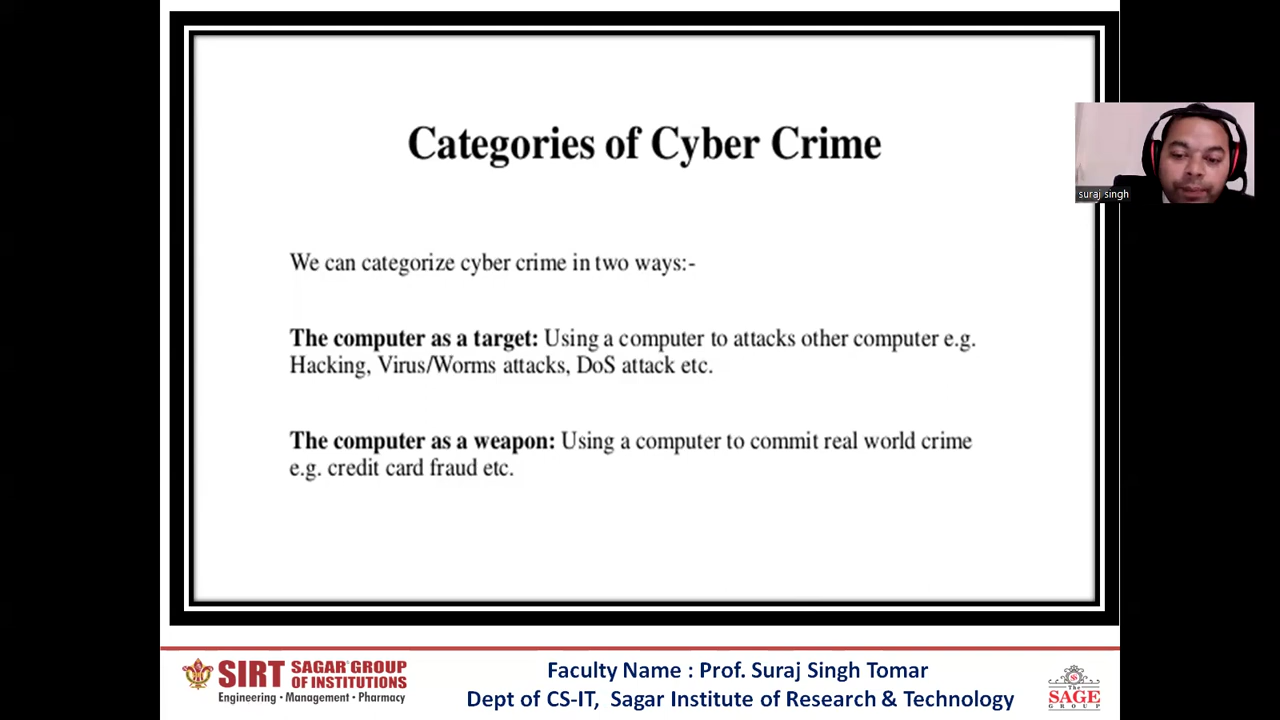 Categories of Cyber Crime
We can categorize cyber crime in two ways:-
The computer as a target: Using a computer to attacks other computer e.g.
Hacking, Virus/Worms attacks, DoS attack etc.
The computer as a weapon: Using a computer to commit real world crime
e.g. credit card fraud etc.
suraj singh
SIRT SAGAR GROUP
OF INSTITUTIONS
Engineering • Management • Pharmacy
Faculty Name : Prof. Suraj Singh Tomar
Dept of CS-IT, Sagar Institute of Research & Technology
The
SAGE
GROUP